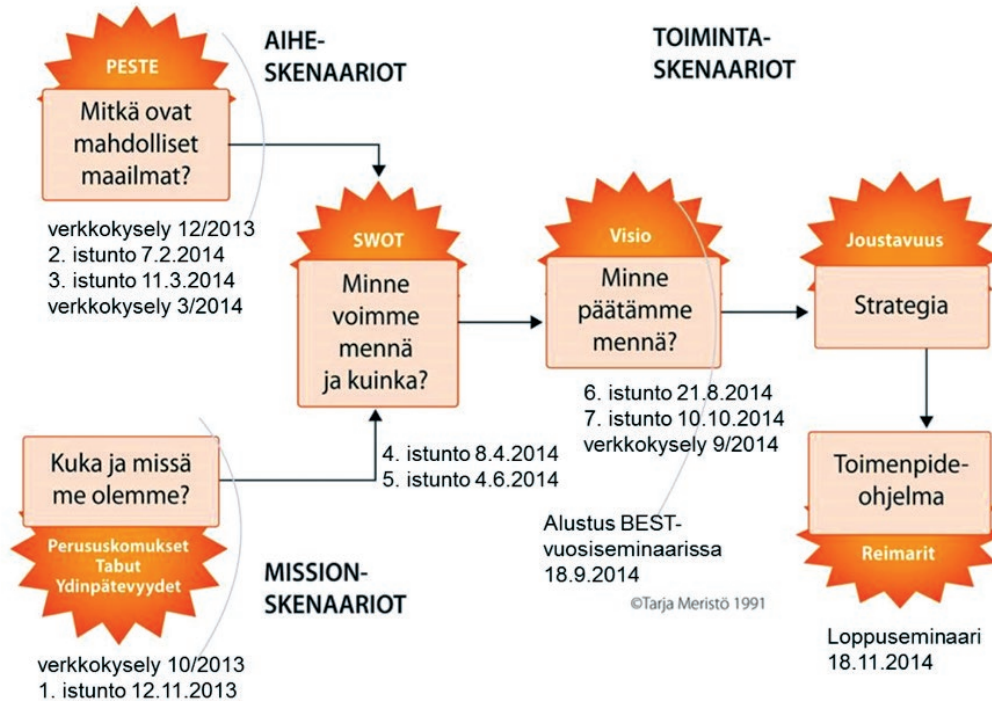 AIHE-
SKENAARIOT
TOIMINTA-
SKENAARIOT
PESTE
Mitkä ovat
mahdolliset
maailmat?
verkkokysely 12/2013
2. istunto 7.2.2014
3. istunto 11.3.2014
verkkokysely 3/2014
SWOT
Minne
voimme
mennä
ja kuinka?
Visio
Minne
päätämme
mennä?
Joustavuus
Strategia
6. istunto 21.8.2014
7. istunto 10.10.2014
verkkokysely 9/2014
4. istunto 8.4.2014
5. istunto 4.6.2014
Kuka ja missä
me olemme?
Perususkomukset
Tabut
Ydinpätevyydet
MISSION-
SKENAARIOT
verkkokysely 10/2013
1. istunto 12.11.2013
Alustus BEST-
vuosiseminaarissa
18.9.2014
©Tarja Meristö 1991
Toimenpide-
ohjelma
Reimarit
Loppuseminaari
18.11.2014